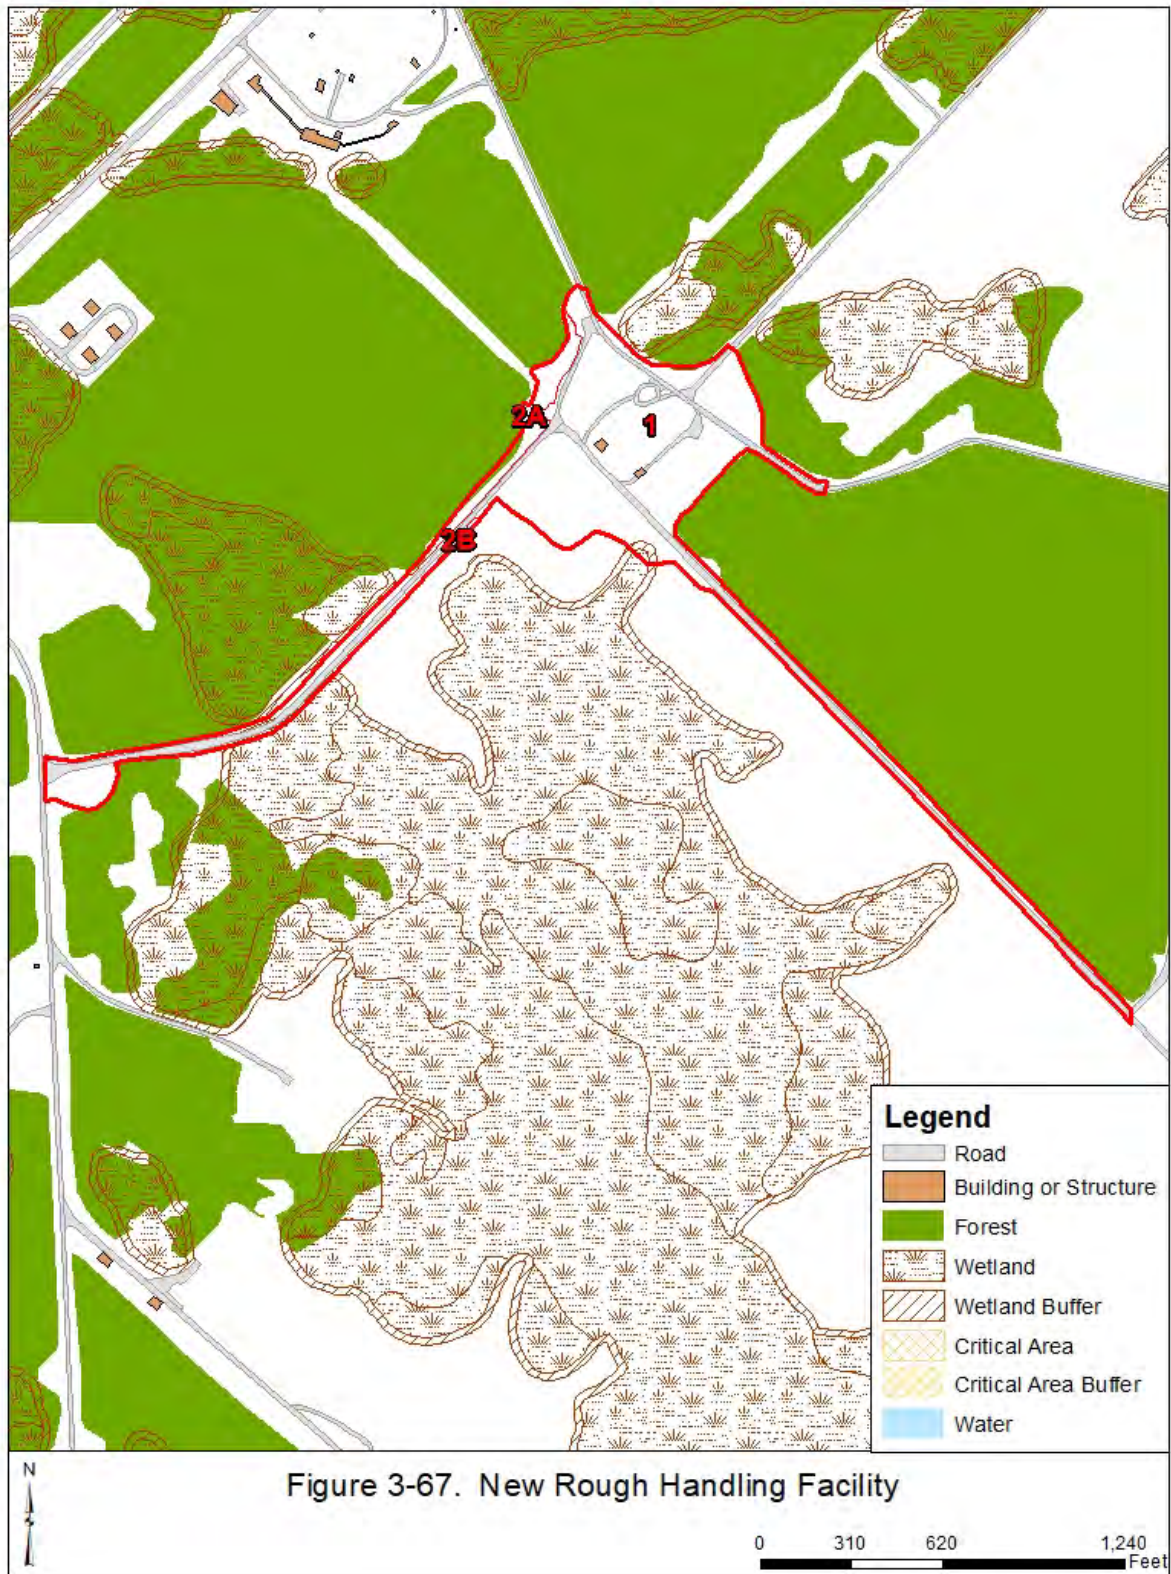 1
2A
2B
Legend
Road
Building or Structure
Forest
Wetland
Wetland Buffer
Critical Area
Critical Area Buffer
Water
N
Figure 3-67. New Rough Handling Facility
0 310 620 1,240
Feet